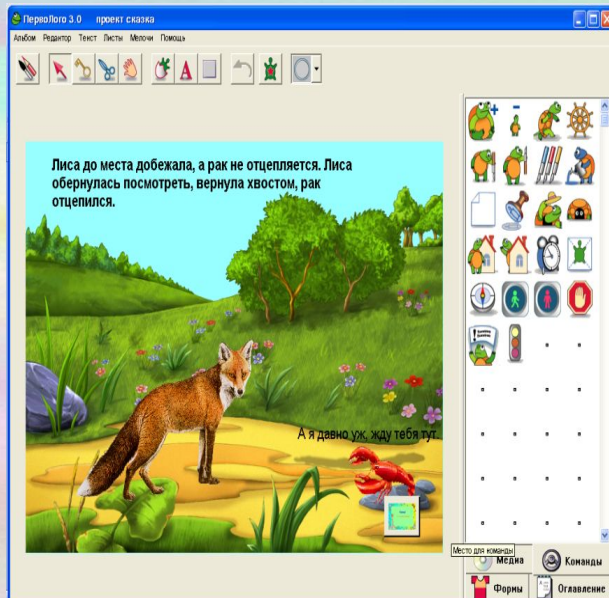 ПервоЛого 3.0 проект сказка
Альбом Редактор Текст Листы Мелочи Помощь
Лиса до места добежала, а рак не отцепляется. Лиса
обернулась посмотреть, вернула хвостом, рак
отцепился.
А я давно уж, жду тебя тут.
Место для команды
Медиа Команды
Формы Оглавление